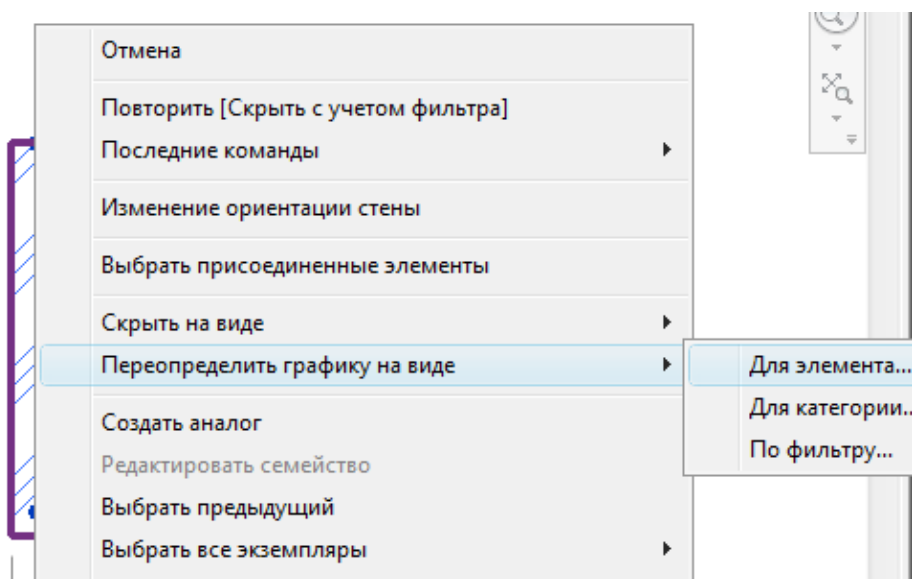 Отмена
Повторить [Скрыть с учетом фильтра]
Последние команды
Изменение ориентации стены
Выбрать присоединенные элементы
Скрыть на виде
Переопределить графику на виде
Для элемента...
Для категории..
По фильтру...
Создать аналог
Редактировать семейство
Выбрать предыдущий
Выбрать все экземпляры